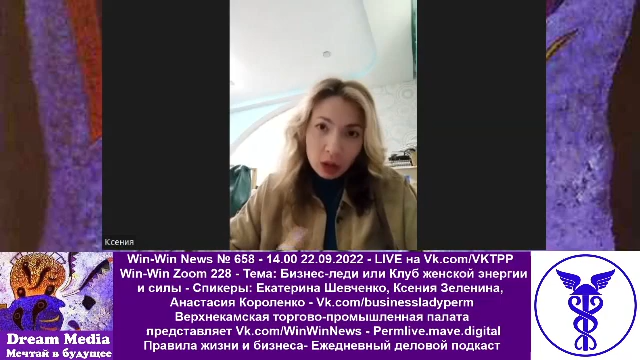 Ксения
Win-Win News № 658 - 14.00 22.09.2022 - LIVE на Vk.com/VKTPP
Win-Win Zoom 228 - Тема: Бизнес-леди или Клуб женской энергии
и силы - Спикеры: Екатерина Шевченко, Ксения Зеленина,
Анастасия Короленко - Vk.com/businessladyperm
Верхнекамская торгово-промышленная палата
представляет Vk.com/WinWinNews - Permlive.mave.digital
Правила жизни и бизнеса- Ежедневный деловой подкаст
Dream Media
Мечтай в будущее